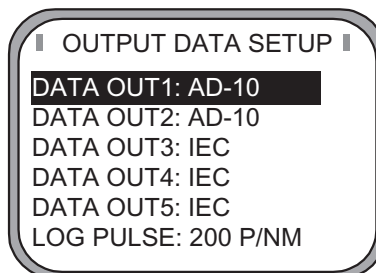 OUTPUT DATA SETUP
DATA OUT1: AD-10
DATA OUT2: AD-10
DATA OUT3: IEC
DATA OUT4: IEC
DATA OUT5: IEC
LOG PULSE: 200 P/NM